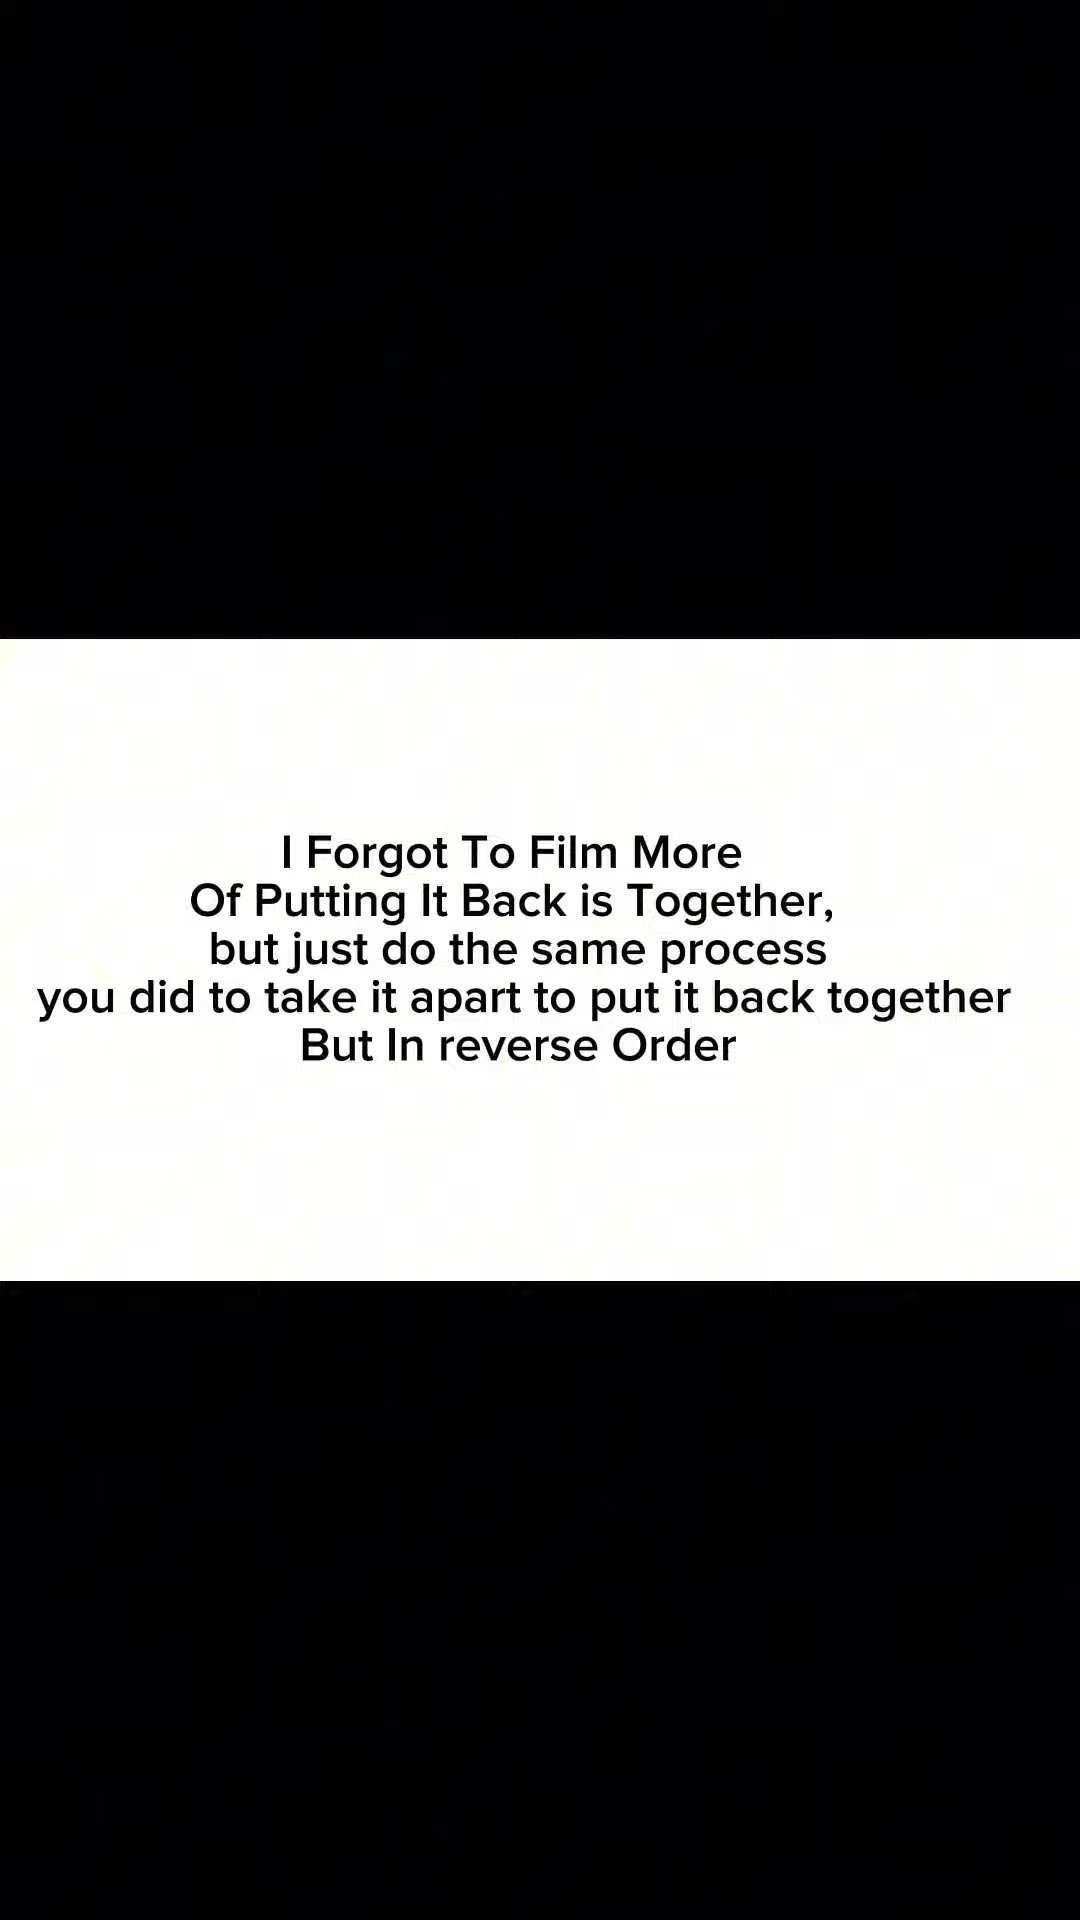 I Forgot To Film More
Of Putting It Back is Together,
but just do the same process
you did to take it apart to put it back together
But In reverse Order